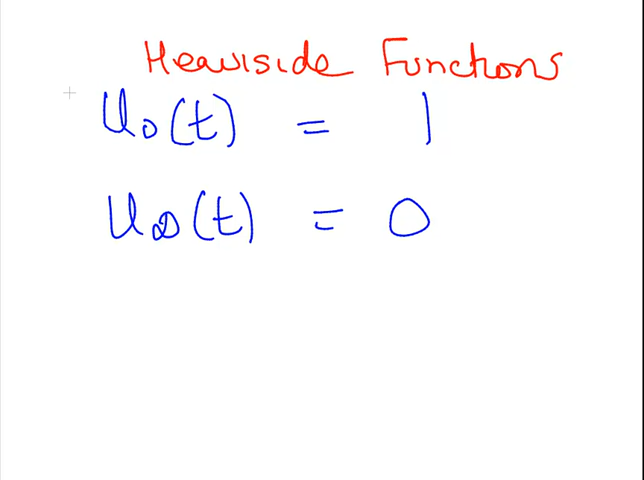 Heaviside Functions
u₀(t) = 1
u∞(t) = 0